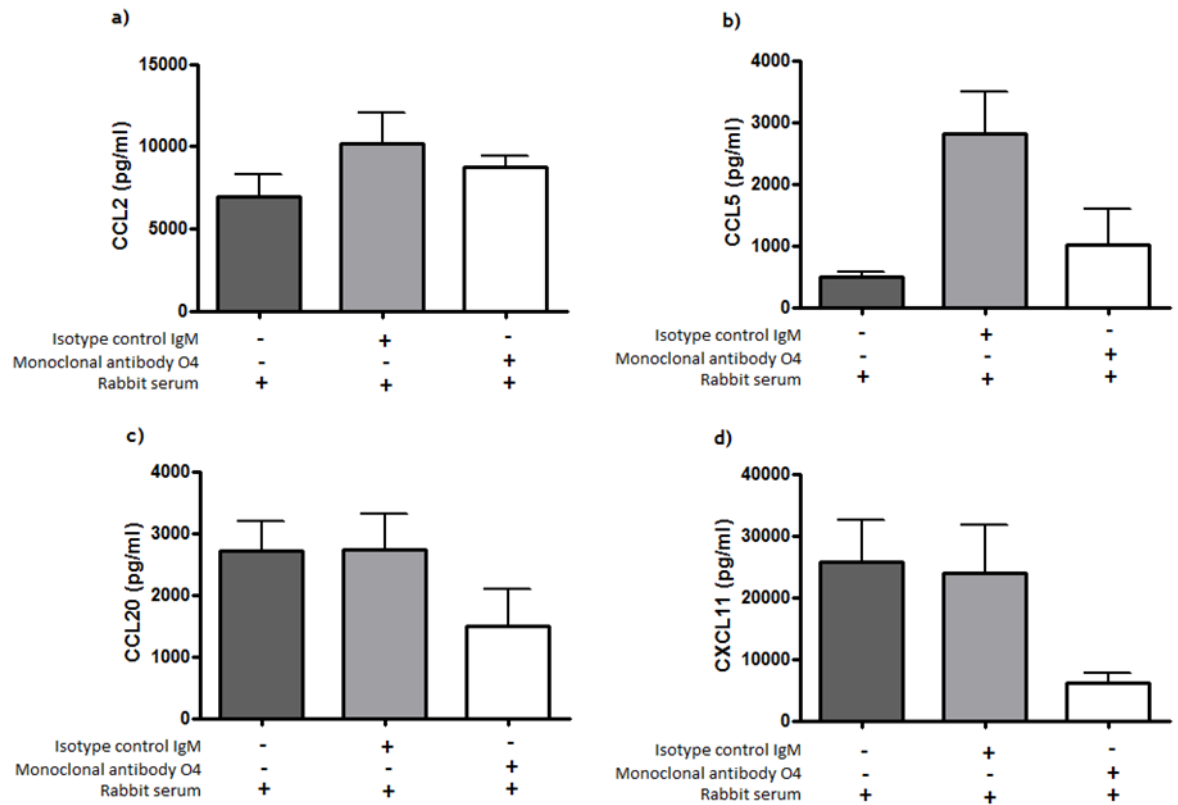 a)
15000
10000
5000
0
CCL2 (pg/ml)
Isotype control IgM - + -
Monoclonal antibody O4 - - +
Rabbit serum + + +
b)
4000
3000
2000
1000
0
CCL5 (pg/ml)
Isotype control IgM - + -
Monoclonal antibody O4 - - +
Rabbit serum + + +
c)
4000
3000
2000
1000
0
CCL20 (pg/ml)
Isotype control IgM - + -
Monoclonal antibody O4 - - +
Rabbit serum + + +
d)
40000
30000
20000
10000
0
CXCL11 (pg/ml)
Isotype control IgM - + -
Monoclonal antibody O4 - - +
Rabbit serum + + +